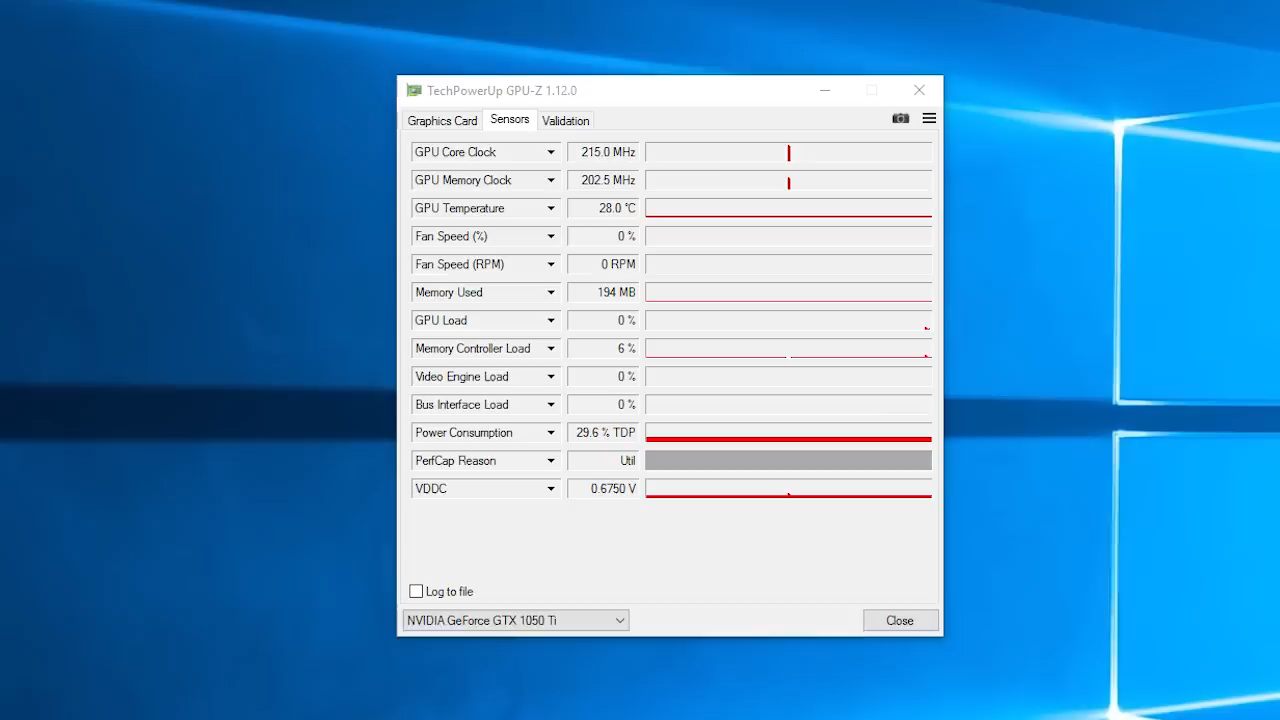 TechPowerUp GPU-Z 1.12.0
Graphics Card Sensors Validation
GPU Core Clock 215.0 MHz
GPU Memory Clock 202.5 MHz
GPU Temperature 28.0 °C
Fan Speed (%) 0 %
Fan Speed (RPM) 0 RPM
Memory Used 194 MB
GPU Load 0 %
Memory Controller Load 6 %
Video Engine Load 0 %
Bus Interface Load 0 %
Power Consumption 29.6 % TDP
PerfCap Reason Util
VDDC 0.6750 V
Log to file
NVIDIA GeForce GTX 1050 Ti Close